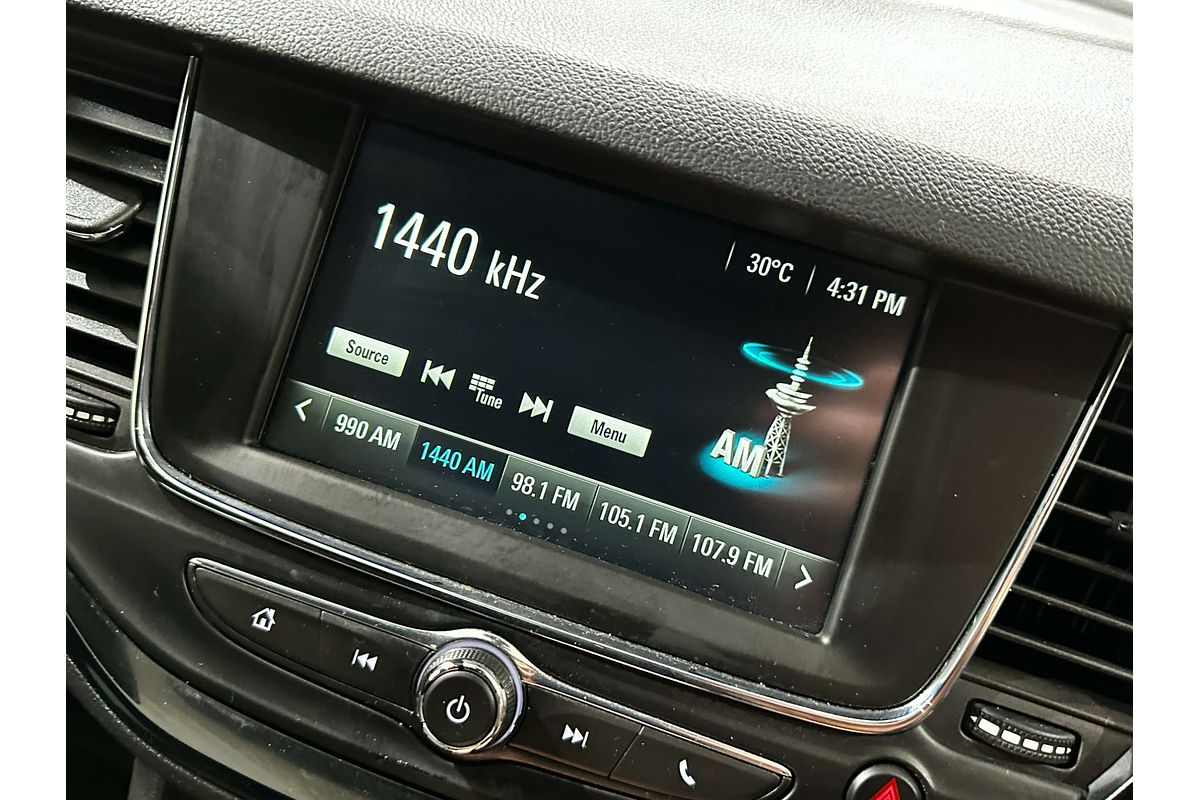 1440 kHz
30°C
4:31 PM
Source
Tune
Menu
AM
990 AM
1440 AM
98.1 FM
105.1 FM
107.9 FM